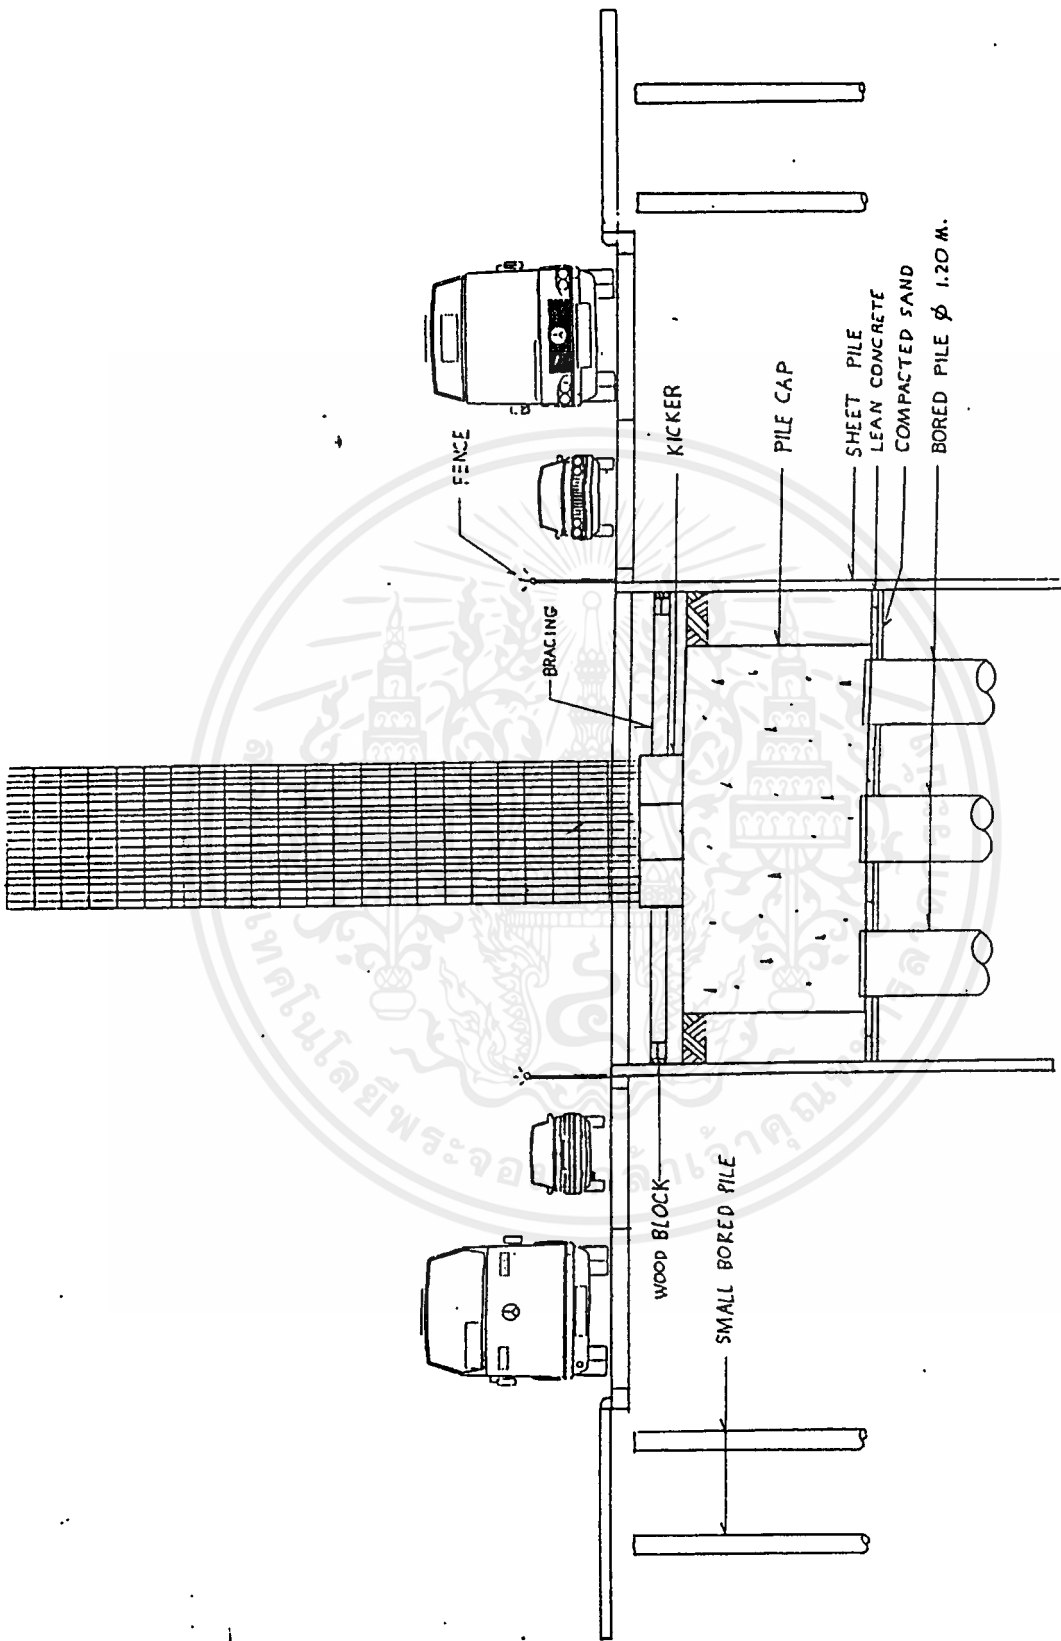 FENCE
BRACING
KICKER
PILE CAP
SHEET PILE
LEAN CONCRETE
COMPACTED SAND
BORED PILE Ø 1.20 M.
WOOD BLOCK
SMALL BORED PILE